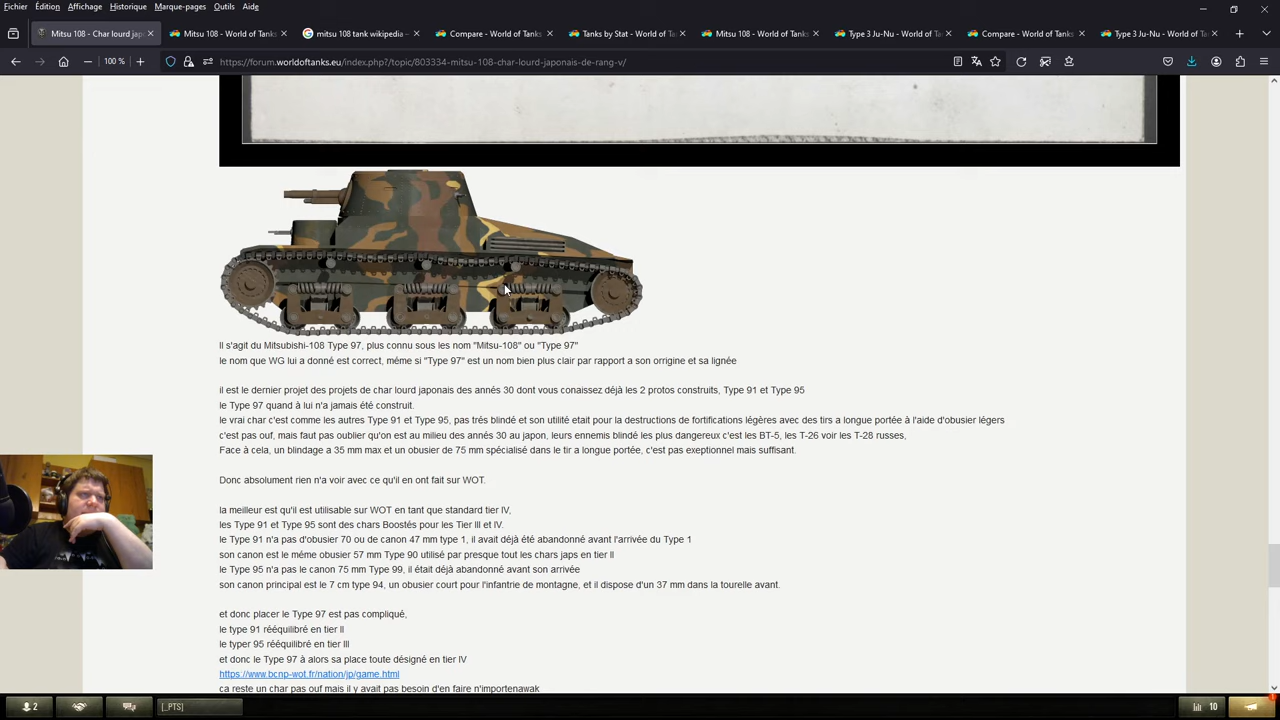 Fichier Édition Affichage Historique Marque-pages Outils Aide
Mitsu 108 - Char lourd jap
Mitsu 108 - World of Tanks
mitsu 108 tank wikipedia –
Compare - World of Tanks
Tanks by Stat - World of Tan
Mitsu 108 - World of Tanks
Type 3 Ju-Nu - World of Tan
Compare - World of Tanks
Type 3 Ju-Nu - World of Tan
100 %
https://forum.worldoftanks.eu/index.php?/topic/803334-mitsu-108-char-lourd-japonais-de-rang-v/
Il s'agit du Mitsubishi-108 Type 97, plus connu sous les nom "Mitsu-108" ou "Type 97"
le nom que WG lui a donné est correct, méme si "Type 97" est un nom bien plus clair par rapport a son orrigine et sa lignée
il est le dernier projet des projets de char lourd japonais des annés 30 dont vous conaissez déjà les 2 protos construits, Type 91 et Type 95
le Type 97 quand à lui n'a jamais été construit.
le vrai char c'est comme les autres Type 91 et Type 95, pas trés blindé et son utilité etait pour la destructions de fortifications légères avec des tirs a longue portée à l'aide d'obusier légers
c'est pas ouf, mais faut pas oublier qu'on est au milieu des annés 30 au japon, leurs ennemis blindé les plus dangereux c'est les BT-5, les T-26 voir les T-28 russes,
Face à cela, un blindage a 35 mm max et un obusier de 75 mm spécialisé dans le tir a longue portée, c'est pas exeptionnel mais suffisant.
Donc absolument rien n'a voir avec ce qu'il en ont fait sur WOT.
la meilleur est qu'il est utilisable sur WOT en tant que standard tier IV,
les Type 91 et Type 95 sont des chars Boostés pour les Tier III et IV.
le Type 91 n'a pas d'obusier 70 ou de canon 47 mm type 1, il avait déjà été abandonné avant l'arrivée du Type 1
son canon est le méme obusier 57 mm Type 90 utilisé par presque tout les chars japs en tier II
le Type 95 n'a pas le canon 75 mm Type 99, il était déjà abandonné avant son arrivée
son canon principal est le 7 cm type 94, un obusier court pour l'infantrie de montagne, et il dispose d'un 37 mm dans la tourelle avant.
et donc placer le Type 97 est pas compliqué,
le type 91 rééquilibré en tier II
le typer 95 rééquilibré en tier III
et donc le Type 97 à alors sa place toute désigné en tier IV
https://www.bcnp-wot.fr/nation/jp/game.html
ca reste un char pas ouf mais il y avait pas besoin d'en faire n'importenawak
2
[_PTS]
10